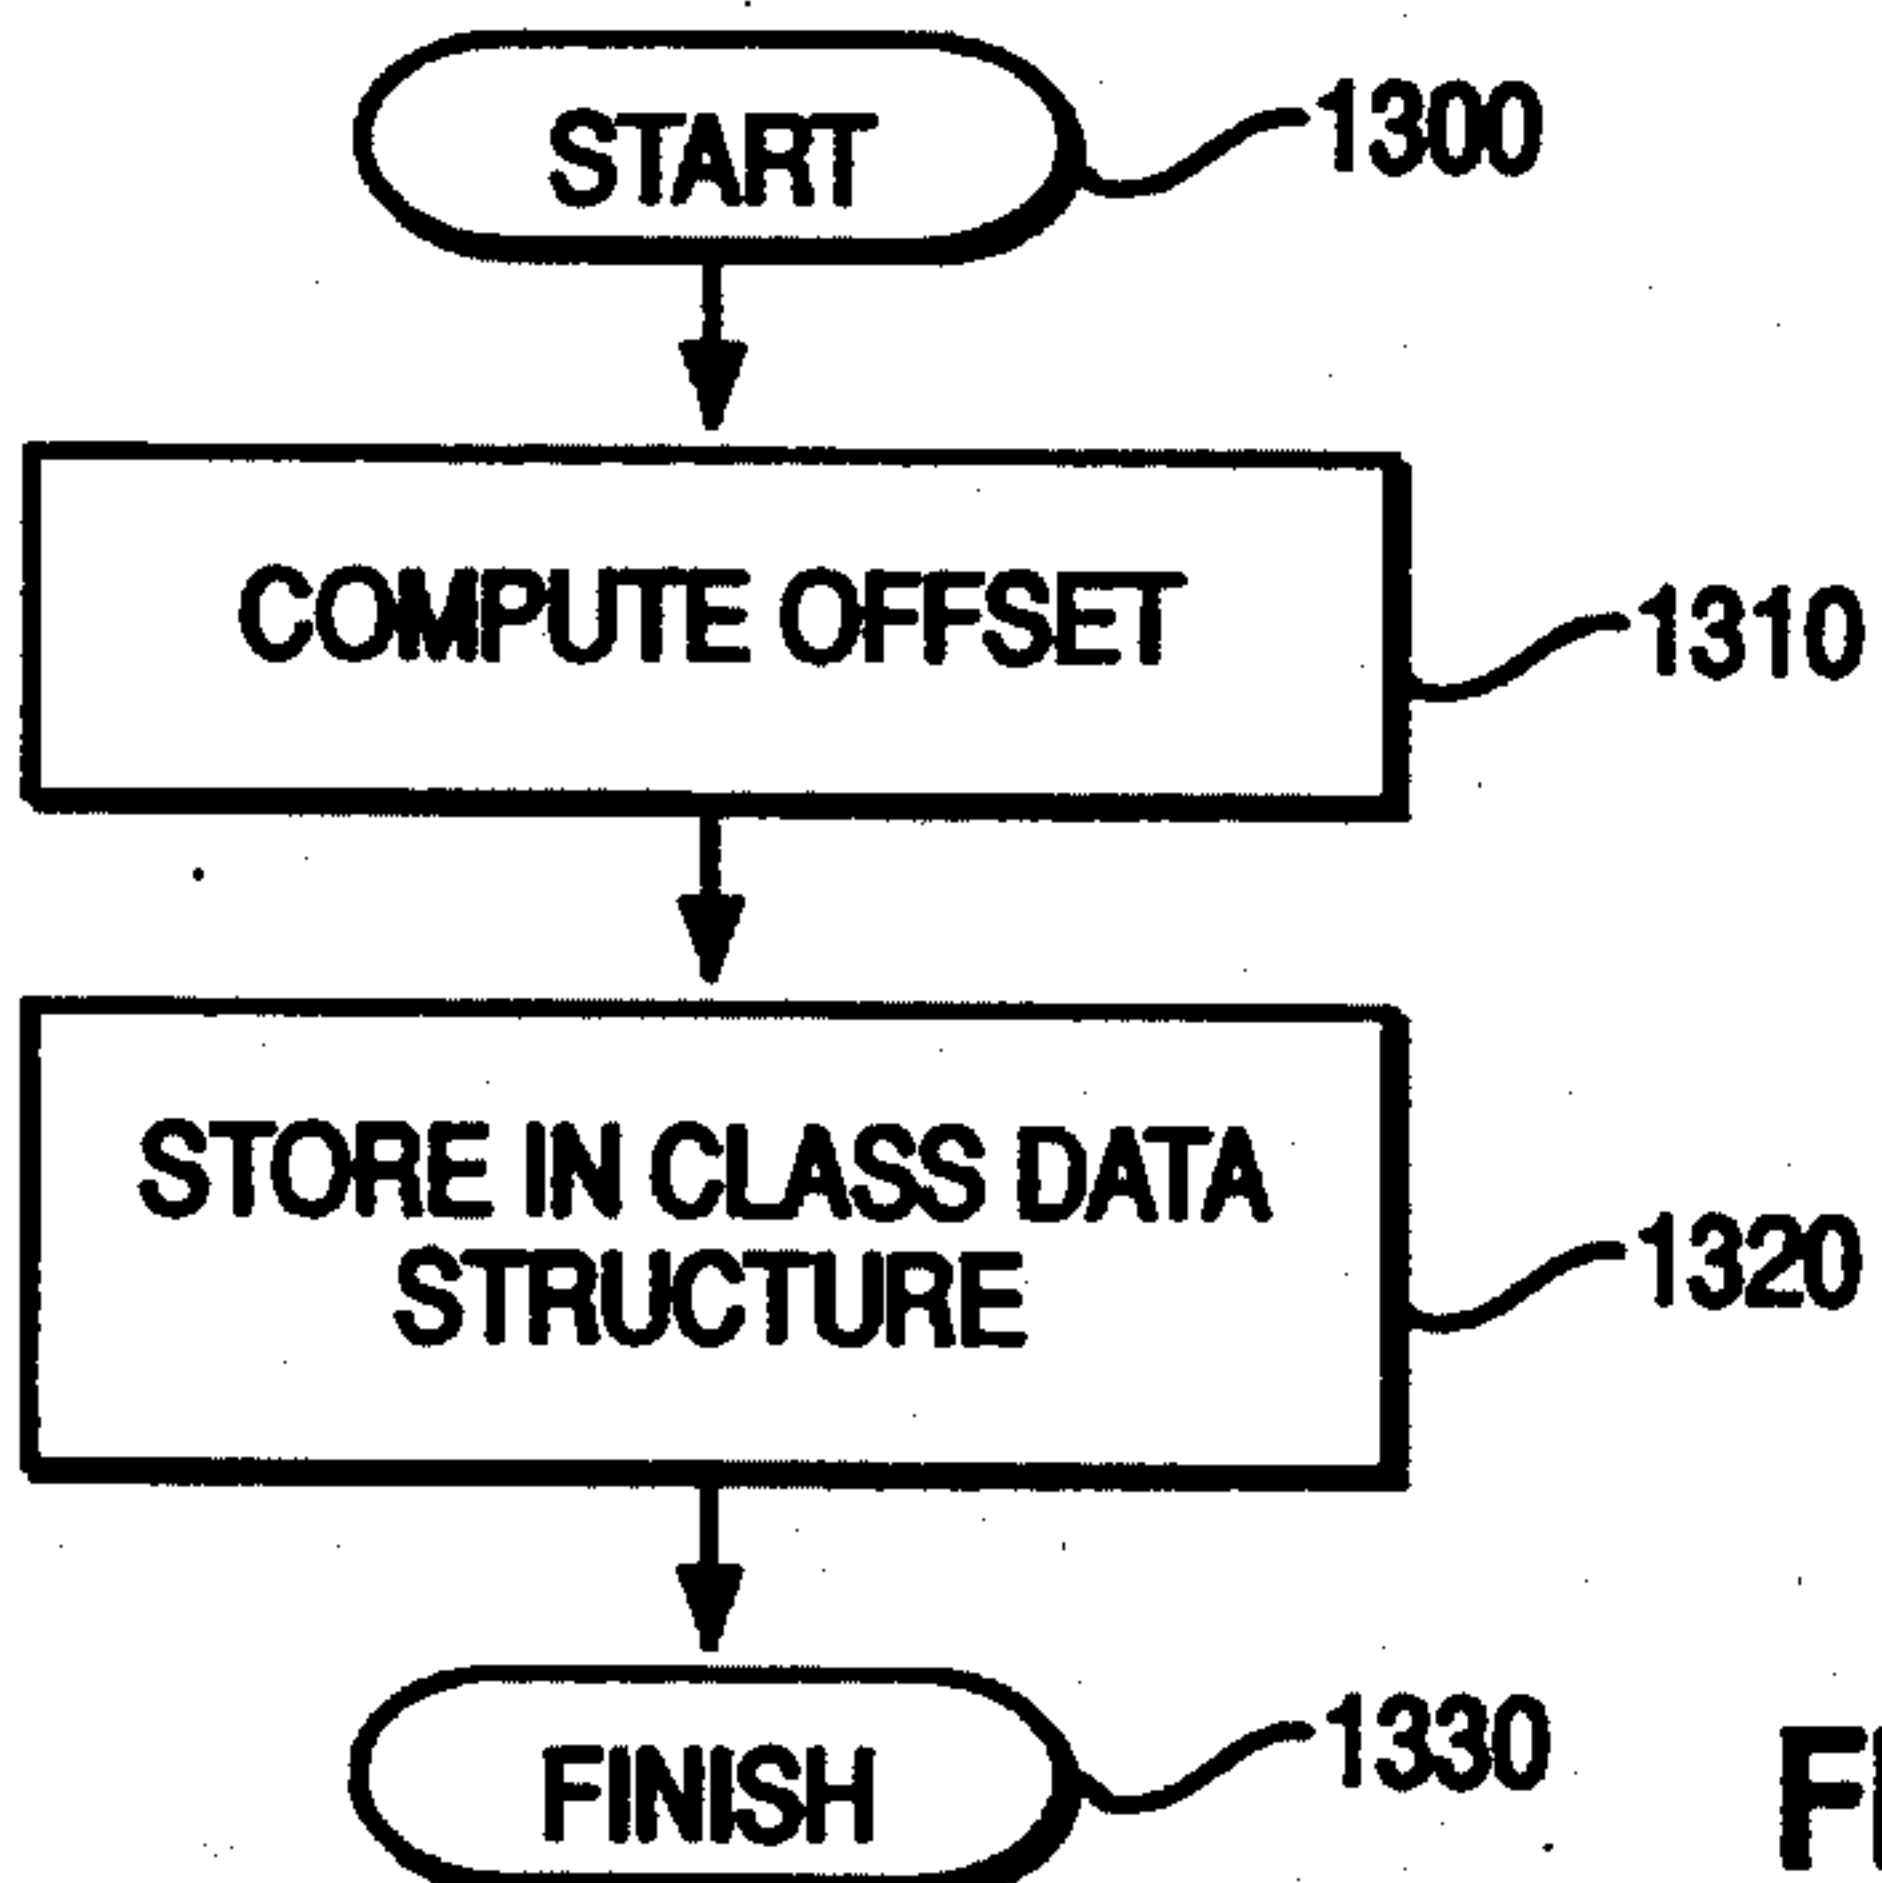 START
1300
COMPUTE OFFSET
1310
STORE IN CLASS DATA
STRUCTURE
1320
FINISH
1330